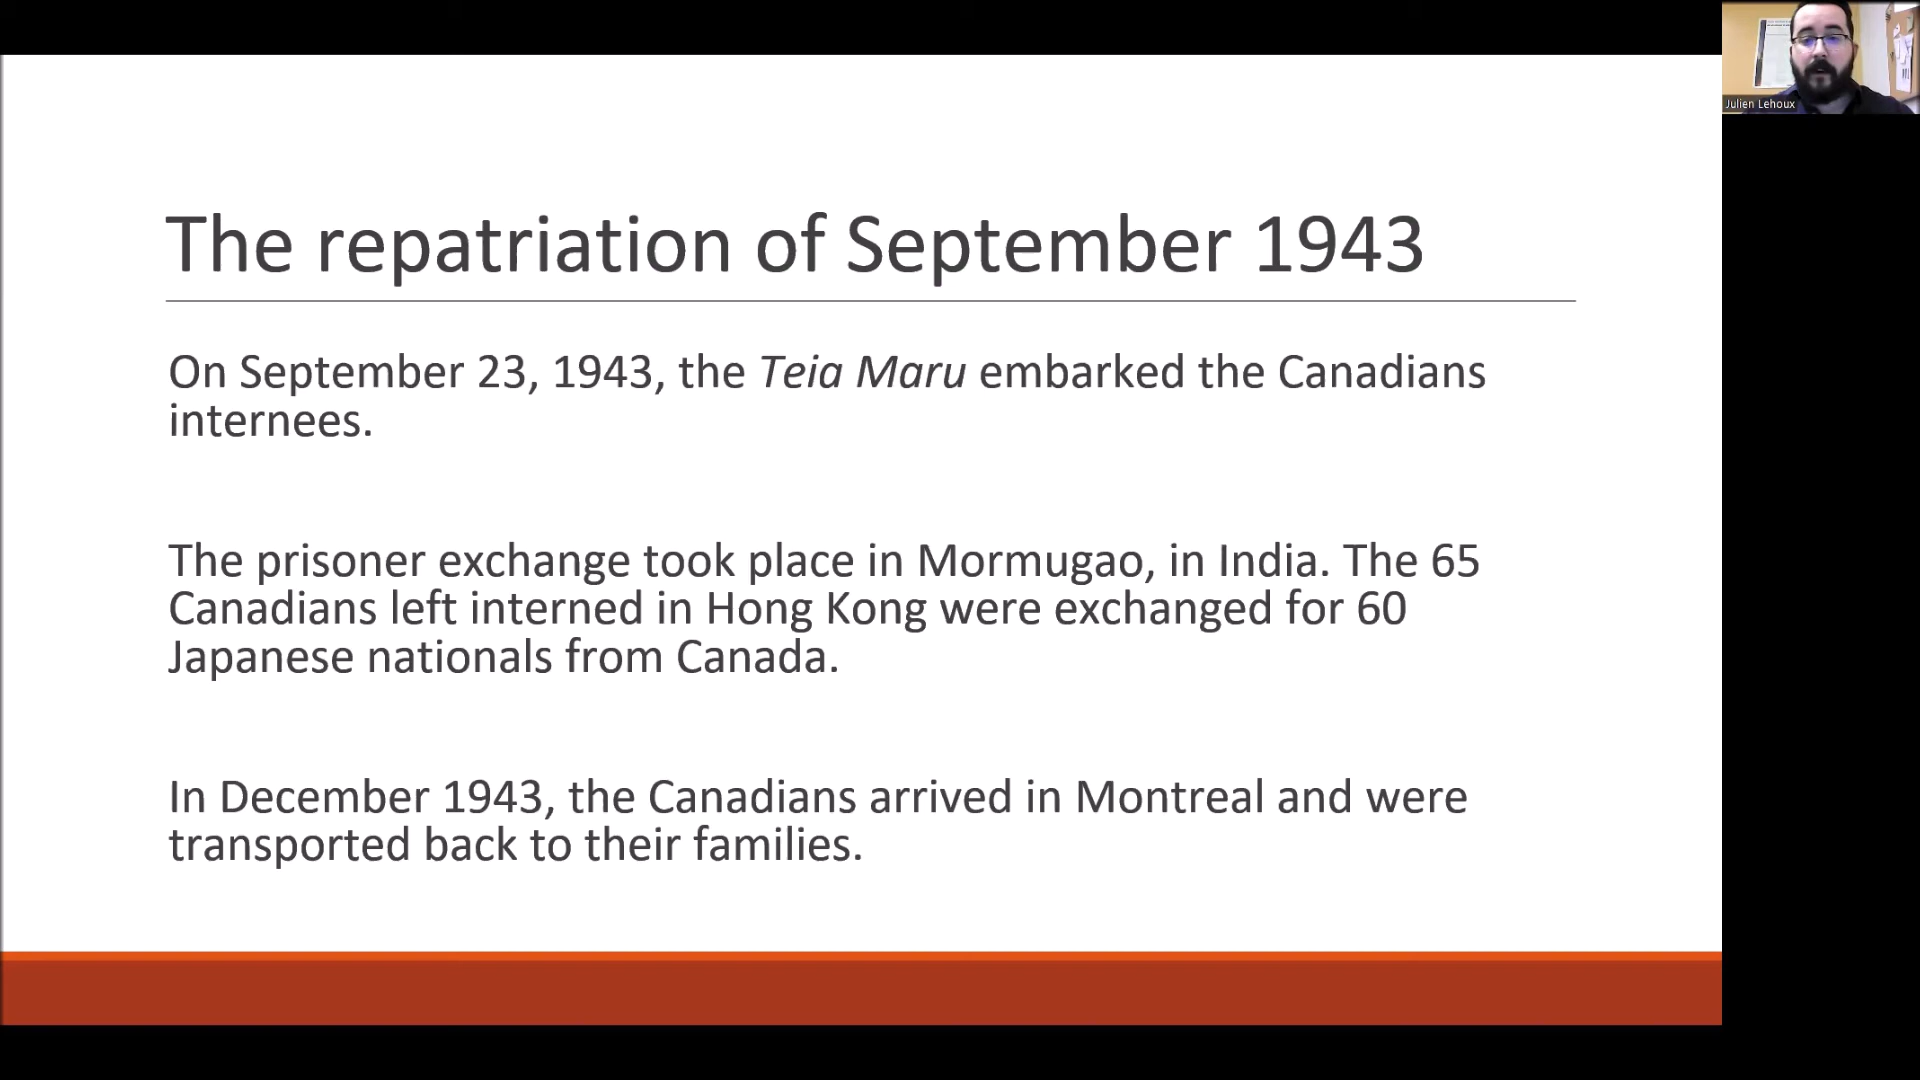 The repatriation of September 1943
On September 23, 1943, the Teia Maru embarked the Canadians
internees.
The prisoner exchange took place in Mormugao, in India. The 65
Canadians left interned in Hong Kong were exchanged for 60
Japanese nationals from Canada.
In December 1943, the Canadians arrived in Montreal and were
transported back to their families.
Julien Lehoux